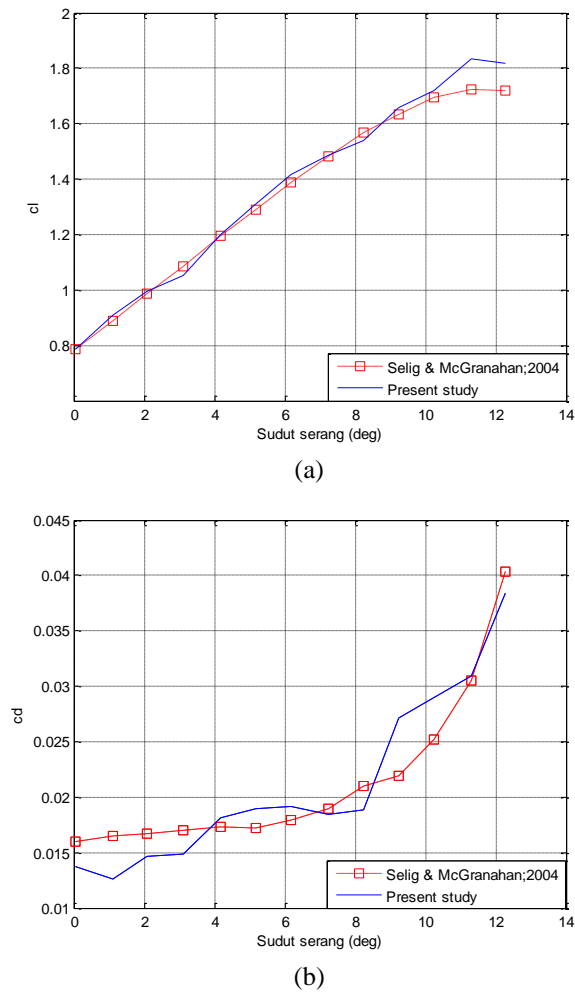 2
1.8
1.6
1.4
1.2
1
0.8
cl
0 2 4 6 8 10 12 14
Sudut serang (deg)
Selig & McGranahan;2004
Present study
(a)
0.045
0.04
0.035
0.03
0.025
0.02
0.015
0.01
cd
0 2 4 6 8 10 12 14
Sudut serang (deg)
Selig & McGranahan;2004
Present study
(b)